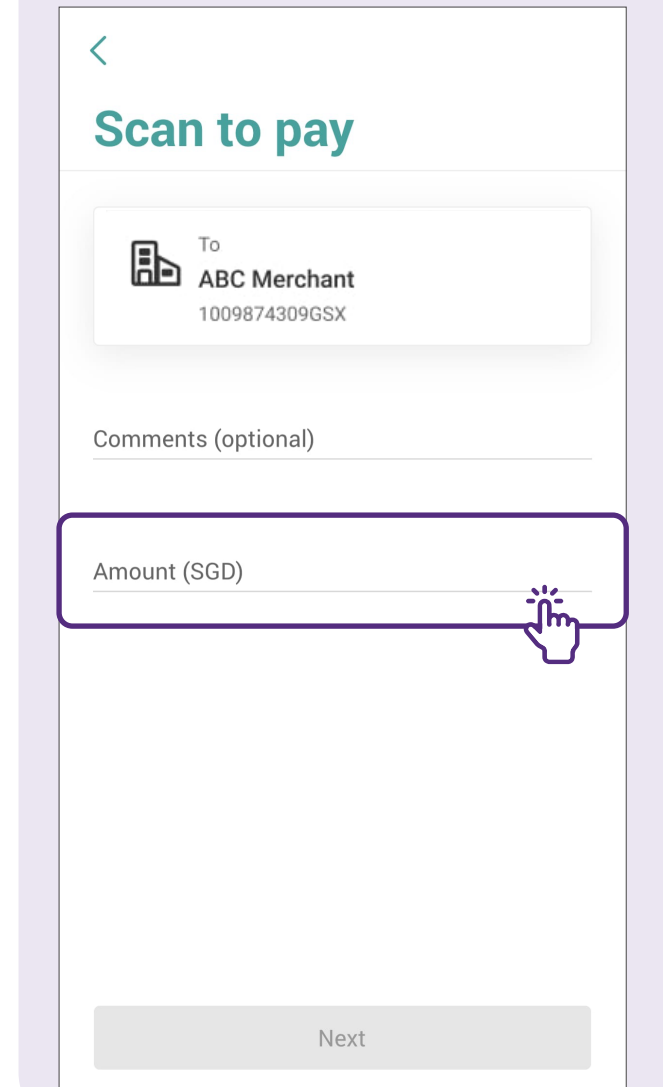 Scan to pay
To
ABC Merchant
1009874309GSX
Comments (optional)
Amount (SGD)
Next